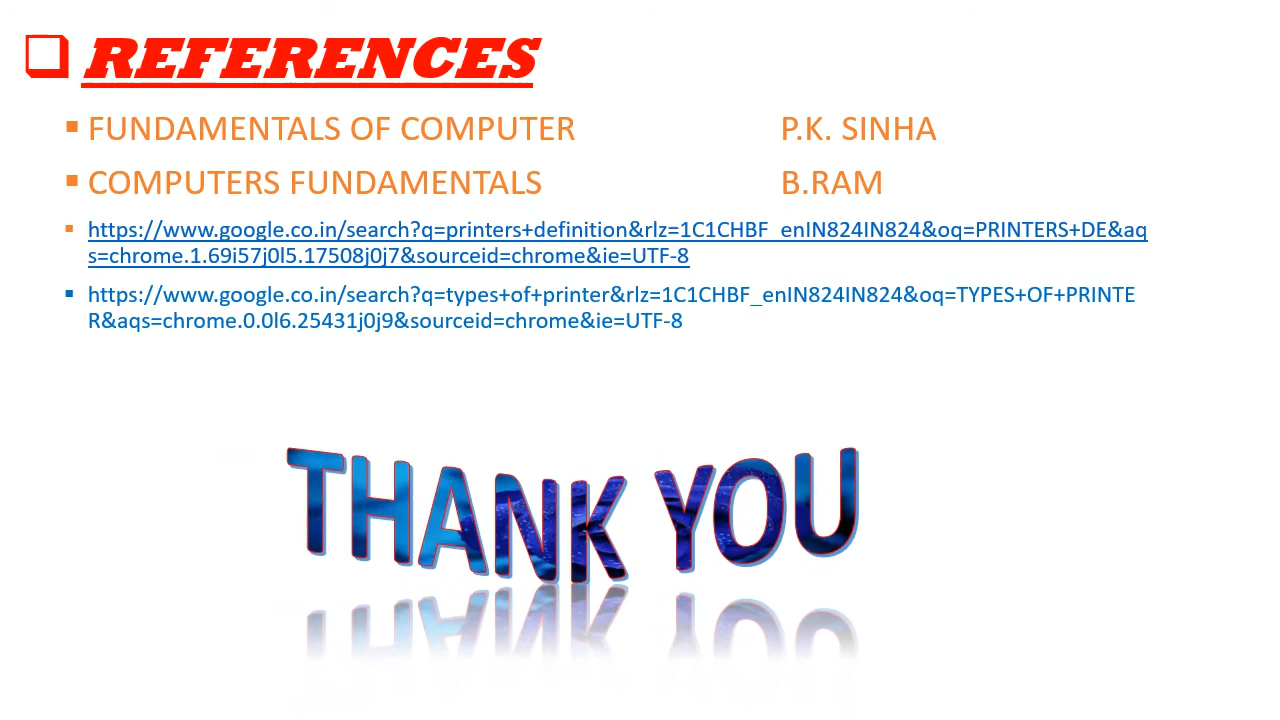 REFERENCES
FUNDAMENTALS OF COMPUTER P.K. SINHA
COMPUTERS FUNDAMENTALS B.RAM
https://www.google.co.in/search?q=printers+definition&rlz=1C1CHBF_enIN824IN824&oq=PRINTERS+DE&aq
s=chrome.1.69i57j0l5.17508j0j7&sourceid=chrome&ie=UTF-8
https://www.google.co.in/search?q=types+of+printer&rlz=1C1CHBF_enIN824IN824&oq=TYPES+OF+PRINTE
R&aqs=chrome.0.0l6.25431j0j9&sourceid=chrome&ie=UTF-8
THANK YOU